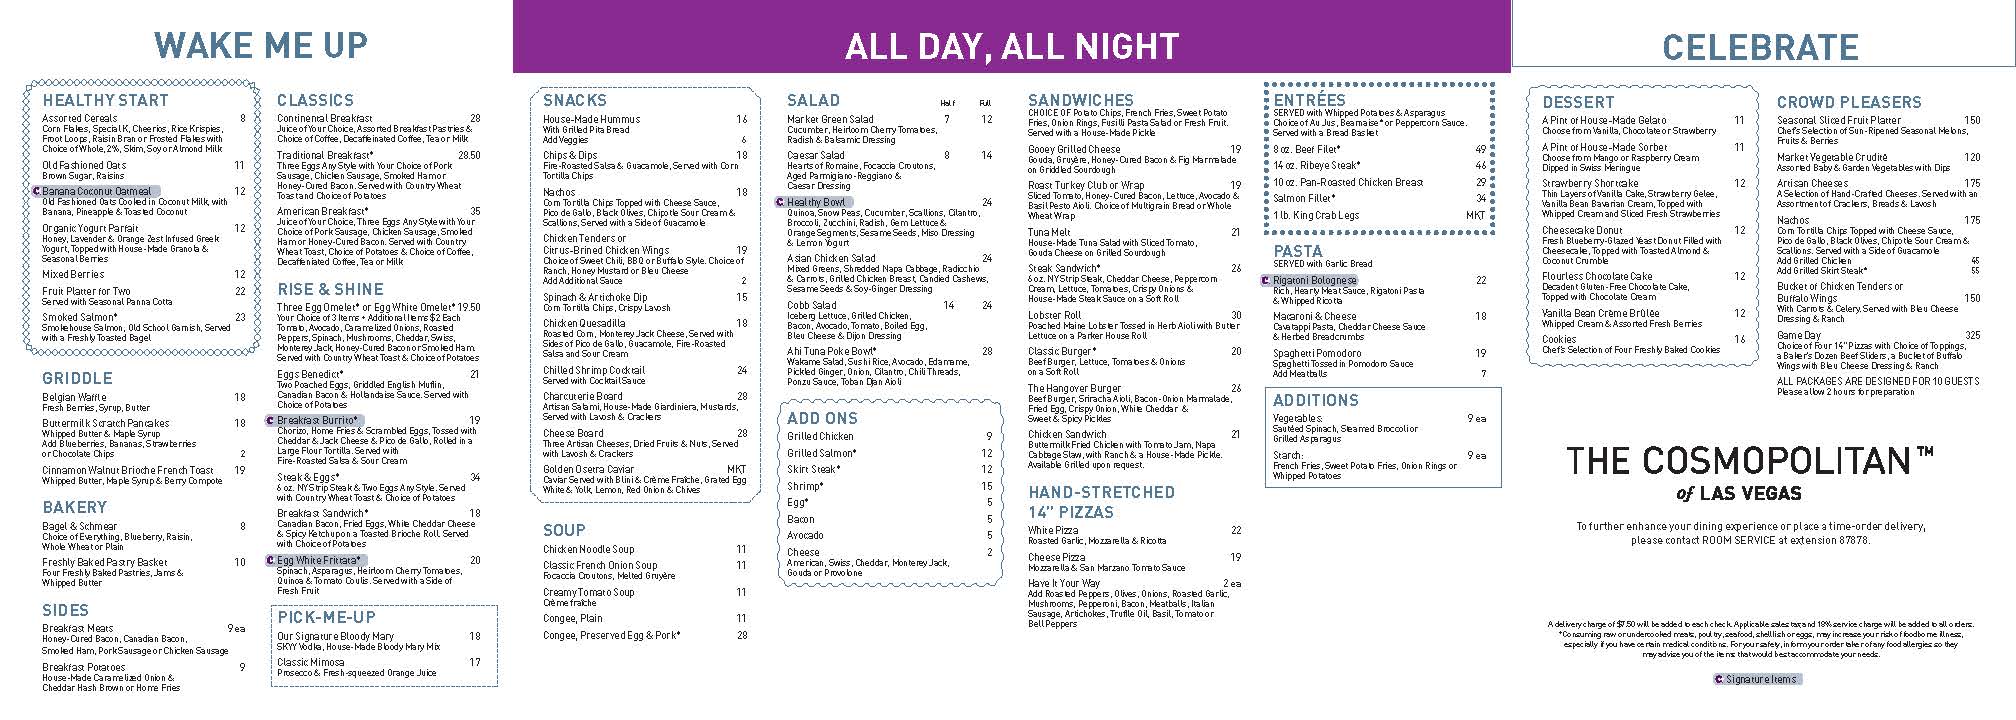 WAKE ME UP
HEALTHY START
Assorted Cereals 8
Corn Flakes, Special K, Cheerios, Rice Krispies,
Froot Loops, Raisin Bran or Frosted Flakes with
Choice of Whole, 2%, Skim, Soy or Almond Milk
Old Fashioned Oats 11
Brown Sugar, Raisins
C Banana Coconut Oatmeal 12
Old Fashioned Oats Cooked in Coconut Milk, with
Banana, Pineapple & Toasted Coconut
Organic Yogurt Parfait 12
Honey, Lavender & Orange Zest Infused Greek
Yogurt, Topped with House-Made Granola &
Seasonal Berries
Mixed Berries 12
Fruit Platter for Two 22
Served with Seasonal Panna Cotta
Smoked Salmon* 23
Smokehouse Salmon, Old School Garnish, Served
with a Freshly Toasted Bagel
GRIDDLE
Belgian Waffle 18
Fresh Berries, Syrup, Butter
Buttermilk Scratch Pancakes 18
Whipped Butter & Maple Syrup
Add Blueberries, Bananas, Strawberries
or Chocolate Chips 2
Cinnamon Walnut Brioche French Toast 19
Whipped Butter, Maple Syrup & Berry Compote
BAKERY
Bagel & Schmear 8
Choice of Everything, Blueberry, Raisin,
Whole Wheat or Plain
Freshly Baked Pastry Basket 10
Four Freshly Baked Pastries, Jams &
Whipped Butter
SIDES
Breakfast Meats 9 ea
Honey-Cured Bacon, Canadian Bacon,
Smoked Ham, Pork Sausage or Chicken Sausage
Breakfast Potatoes 9
House-Made Caramelized Onion &
Cheddar Hash Brown or Home Fries
CLASSICS
Continental Breakfast 28
Juice of Your Choice, Assorted Breakfast Pastries &
Choice of Coffee, Decaffeinated Coffee, Tea or Milk
Traditional Breakfast* 28.50
Three Eggs Any Style with Your Choice of Pork
Sausage, Chicken Sausage, Smoked Ham or
Honey-Cured Bacon. Served with Country Wheat
Toast and Choice of Potatoes
American Breakfast* 35
Juice of Your Choice, Three Eggs Any Style with Your
Choice of Pork Sausage, Chicken Sausage, Smoked
Ham or Honey-Cured Bacon. Served with Country
Wheat Toast, Choice of Potatoes & Choice of Coffee,
Decaffeniated Coffee, Tea or Milk
RISE & SHINE
Three Egg Omelet* or Egg White Omelet* 19.50
Your Choice of 3 Items • Additional Items $2 Each
Tomato, Avocado, Caramelized Onions, Roasted
Peppers, Spinach, Mushrooms, Cheddar, Swiss,
Monterey Jack, Honey-Cured Bacon or Smoked Ham.
Served with Country Wheat Toast & Choice of Potatoes
Eggs Benedict* 21
Two Poached Eggs, Griddled English Muffin,
Canadian Bacon & Hollandaise Sauce. Served with
Choice of Potatoes
C Breakfast Burrito* 19
Chorizo, Home Fries & Scrambled Eggs, Tossed with
Cheddar & Jack Cheese & Pico de Gallo, Rolled in a
Large Flour Tortilla. Served with
Fire-Roasted Salsa & Sour Cream
Steak & Eggs* 34
6 oz. NY Strip Steak & Two Eggs Any Style. Served
with Country Wheat Toast & Choice of Potatoes
Breakfast Sandwich* 18
Canadian Bacon, Fried Eggs, White Cheddar Cheese
& Spicy Ketchup on a Toasted Brioche Roll. Served
with Choice of Potatoes
C Egg White Frittata* 20
Spinach, Asparagus, Heirloom Cherry Tomatoes,
Quinoa & Tomato Coulis. Served with a Side of
Fresh Fruit
PICK-ME-UP
Our Signature Bloody Mary 18
SKYY Vodka, House-Made Bloody Mary Mix
Classic Mimosa 17
Prosecco & Fresh-squeezed Orange Juice
ALL DAY, ALL NIGHT
SNACKS
House-Made Hummus 16
With Grilled Pita Bread
Add Veggies 6
Chips & Dips 18
Fire-Roasted Salsa & Guacamole, Served with Corn
Tortilla Chips
Nachos 18
Corn Tortilla Chips Topped with Cheese Sauce,
Pico de Gallo, Black Olives, Chipotle Sour Cream &
Scallions, Served with a Side of Guacamole
Chicken Tenders or
Citrus-Brined Chicken Wings 19
Choice of Sweet Chili, BBQ or Buffalo Style. Choice of
Ranch, Honey Mustard or Bleu Cheese
Add Additional Sauce 2
Spinach & Artichoke Dip 15
Corn Tortilla Chips, Crispy Lavosh
Chicken Quesadilla 18
Roasted Corn, Monterey Jack Cheese, Served with
Sides of Pico de Gallo, Guacamole, Fire-Roasted
Salsa and Sour Cream
Chilled Shrimp Cocktail 24
Served with Cocktail Sauce
Charcuterie Board 28
Artisan Salami, House-Made Giardiniera, Mustards,
Served with Lavosh & Crackers
Cheese Board 28
Three Artisan Cheeses, Dried Fruits & Nuts, Served
with Lavosh & Crackers
Golden Osetra Caviar MKT
Caviar Served with Blini & Crème Fraîche, Grated Egg
White & Yolk, Lemon, Red Onion & Chives
SOUP
Chicken Noodle Soup 11
Classic French Onion Soup 11
Focaccia Croutons, Melted Gruyère
Creamy Tomato Soup 11
Crème fraîche
Congee, Plain 11
Congee, Preserved Egg & Pork* 28
SALAD Half Full
Market Green Salad 7 12
Cucumber, Heirloom Cherry Tomatoes,
Radish & Balsamic Dressing
Caesar Salad 8 14
Hearts of Romaine, Focaccia Croutons,
Aged Parmigiano-Reggiano &
Caesar Dressing
C Healthy Bowl 24
Quinoa, Snow Peas, Cucumber, Scallions, Cilantro,
Broccoli, Zucchini, Radish, Gem Lettuce &
Orange Segments, Sesame Seeds, Miso Dressing
& Lemon Yogurt
Asian Chicken Salad 24
Mixed Greens, Shredded Napa Cabbage, Radicchio
& Carrots, Grilled Chicken Breast, Candied Cashews,
Sesame Seeds & Soy-Ginger Dressing
Cobb Salad 14 24
Iceberg Lettuce, Grilled Chicken,
Bacon, Avocado, Tomato, Boiled Egg,
Bleu Cheese & Dijon Dressing
Ahi Tuna Poke Bowl* 28
Wakame Salad, Sushi Rice, Avocado, Edamame,
Pickled Ginger, Onion, Cilantro, Chili Threads,
Ponzu Sauce, Toban Djan Aioli
ADD ONS
Grilled Chicken 9
Grilled Salmon* 12
Skirt Steak* 12
Shrimp* 15
Egg* 5
Bacon 5
Avocado 5
Cheese 2
American, Swiss, Cheddar, Monterey Jack,
Gouda or Provolone
SANDWICHES
CHOICE OF Potato Chips, French Fries, Sweet Potato
Fries, Onion Rings, Fusilli Pasta Salad or Fresh Fruit.
Served with a House-Made Pickle
Gooey Grilled Cheese 19
Gouda, Gruyère, Honey-Cured Bacon & Fig Marmalade
on Griddled Sourdough
Roast Turkey Club or Wrap 19
Sliced Tomato, Honey-Cured Bacon, Lettuce, Avocado &
Basil Pesto Aioli. Choice of Multigrain Bread or Whole
Wheat Wrap
Tuna Melt 21
House-Made Tuna Salad with Sliced Tomato,
Gouda Cheese on Grilled Sourdough
Steak Sandwich* 26
6 oz. NY Strip Steak, Cheddar Cheese, Peppercorn
Cream, Lettuce, Tomatoes, Crispy Onions &
House-Made Steak Sauce on a Soft Roll
Lobster Roll 30
Poached Maine Lobster Tossed in Herb Aioli with Butter
Lettuce on a Parker House Roll
Classic Burger* 20
Beef Burger, Lettuce, Tomatoes & Onions
on a Soft Roll
The Hangover Burger 26
Beef Burger, Sriracha Aioli, Bacon-Onion Marmalade,
Fried Egg, Crispy Onion, White Cheddar &
Sweet & Spicy Pickles
Chicken Sandwich 21
Buttermilk Fried Chicken with Tomato Jam, Napa
Cabbage Slaw, with Ranch & a House-Made Pickle.
Available Grilled upon request.
HAND-STRETCHED
14” PIZZAS
White Pizza 22
Roasted Garlic, Mozzarella & Ricotta
Cheese Pizza 19
Mozzarella & San Marzano Tomato Sauce
Have It Your Way 2 ea
Add Roasted Peppers, Olives, Onions, Roasted Garlic,
Mushrooms, Pepperoni, Bacon, Meatballs, Italian
Sausage, Artichokes, Truffle Oil, Basil, Tomato or
Bell Peppers
ENTRÉES
SERVED with Whipped Potatoes & Asparagus
Choice of Au Jus, Bearnaise* or Peppercorn Sauce.
Served with a Bread Basket
8 oz. Beef Filet* 49
14 oz. Ribeye Steak* 46
10 oz. Pan-Roasted Chicken Breast 29
Salmon Fillet* 34
1 lb. King Crab Legs MKT
PASTA
SERVED with Garlic Bread
C Rigatoni Bolognese 22
Rich, Hearty Meat Sauce, Rigatoni Pasta
& Whipped Ricotta
Macaroni & Cheese 18
Cavatappi Pasta, Cheddar Cheese Sauce
& Herbed Breadcrumbs
Spaghetti Pomodoro 19
Spaghetti Tossed in Pomodoro Sauce
Add Meatballs 7
ADDITIONS
Vegetables: 9 ea
Sautéed Spinach, Steamed Broccoli or
Grilled Asparagus
Starch: 9 ea
French Fries, Sweet Potato Fries, Onion Rings or
Whipped Potatoes
CELEBRATE
DESSERT
A Pint of House-Made Gelato 11
Choose from Vanilla, Chocolate or Strawberry
A Pint of House-Made Sorbet 11
Choose from Mango or Raspberry Cream
Dipped in Swiss Meringue
Strawberry Shortcake 12
Thin Layers of Vanilla Cake, Strawberry Gelee,
Vanilla Bean Bavarian Cream, Topped with
Whipped Cream and Sliced Fresh Strawberries
Cheesecake Donut 12
Fresh Blueberry-Glazed Yeast Donut Filled with
Cheesecake, Topped with Toasted Almond &
Coconut Crumble
Flourless Chocolate Cake 12
Decadent Gluten-Free Chocolate Cake,
Topped with Chocolate Cream
Vanilla Bean Crème Brûlée 12
Whipped Cream & Assorted Fresh Berries
Cookies 16
Chef's Selection of Four Freshly Baked Cookies
CROWD PLEASERS
Seasonal Sliced Fruit Platter 150
Chef's Selection of Sun-Ripened Seasonal Melons,
Fruits & Berries
Market Vegetable Crudité 120
Assorted Baby & Garden Vegetables with Dips
Artisan Cheeses 175
A Selection of Hand-Crafted Cheeses. Served with an
Assortment of Crackers, Breads & Lavosh
Nachos 175
Corn Tortilla Chips Topped with Cheese Sauce,
Pico de Gallo, Black Olives, Chipotle Sour Cream &
Scallions. Served with a Side of Guacamole
Add Grilled Chicken 45
Add Grilled Skirt Steak* 55
Bucket of Chicken Tenders or
Buffalo Wings 150
With Carrots & Celery, Served with Bleu Cheese
Dressing & Ranch
Game Day 325
Choice of Four 14” Pizzas with Choice of Toppings,
a Baker's Dozen Beef Sliders, a Bucket of Buffalo
Wings with Bleu Cheese Dressing & Ranch
ALL PACKAGES ARE DESIGNED FOR 10 GUESTS
Please allow 2 hours for preparation
THE COSMOPOLITAN™
of LAS VEGAS
To further enhance your dining experience or place a time-order delivery,
please contact ROOM SERVICE at extension 87878.
A delivery charge of $7.50 will be added to each check. Applicable sales tax and 18% service charge will be added to all orders.
*Consuming raw or undercooked meats, poultry, seafood, shellfish or eggs, may increase your risk of foodborne illness,
especially if you have certain medical conditions. For your safety, inform your order taker of any food allergies so they
may advise you of the items that would best accommodate your needs.
C Signature Items